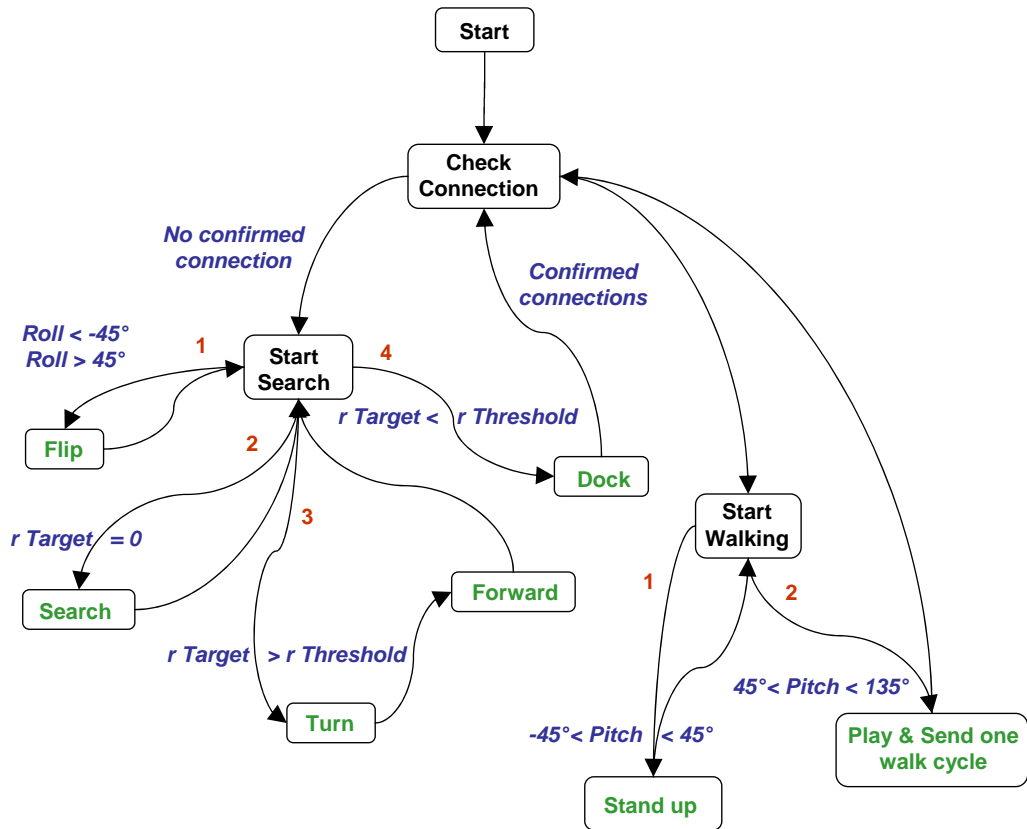 Start
Check
Connection
No confirmed
connection
Confirmed
connections
Roll < -45°
Roll > 45°
1
Start
Search
4
r Target < r Threshold
Flip
2
Dock
3
Start
Walking
r Target = 0
Search
Forward
1
2
r Target > r Threshold
45°< Pitch < 135°
Turn
-45°< Pitch < 45°
Play & Send one
walk cycle
Stand up